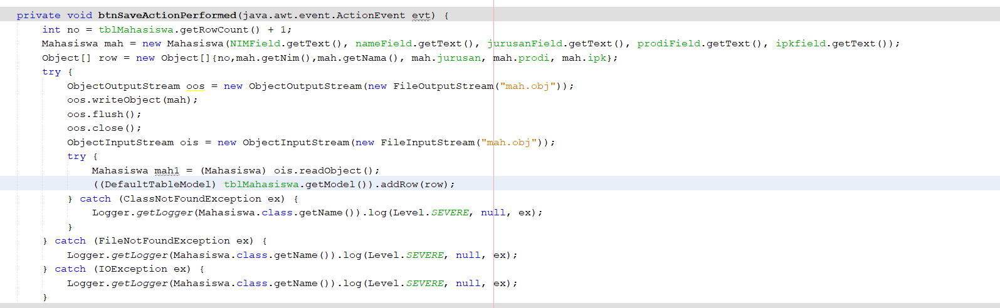 private void btnSaveActionPerformed(java.awt.event.ActionEvent evt) {
    int no = tblMahasiswa.getRowCount() + 1;
    Mahasiswa mah = new Mahasiswa(NIMField.getText(), nameField.getText(), jurusanField.getText(), prodiField.getText(), ipkfield.getText());
    Object[] row = new Object[]{no,mah.getNim(),mah.getNama(), mah.jurusan, mah.prodi, mah.ipk};
    try {
        ObjectOutputStream oos = new ObjectOutputStream(new FileOutputStream("mah.obj"));
        oos.writeObject(mah);
        oos.flush();
        oos.close();
        ObjectInputStream ois = new ObjectInputStream(new FileInputStream("mah.obj"));
        try {
            Mahasiswa mah1 = (Mahasiswa) ois.readObject();
            ((DefaultTableModel) tblMahasiswa.getModel()).addRow(row);
        } catch (ClassNotFoundException ex) {
            Logger.getLogger(Mahasiswa.class.getName()).log(Level.SEVERE, null, ex);
        }
    } catch (FileNotFoundException ex) {
        Logger.getLogger(Mahasiswa.class.getName()).log(Level.SEVERE, null, ex);
    } catch (IOException ex) {
        Logger.getLogger(Mahasiswa.class.getName()).log(Level.SEVERE, null, ex);
    }